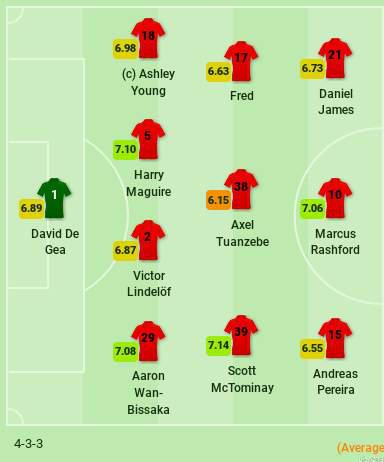 18
6.98
(c) Ashley
Young
17
6.63
Fred
21
6.73
Daniel
James
5
7.10
Harry
Maguire
1
6.89
David De
Gea
38
6.15
Axel
Tuanzebe
10
7.06
Marcus
Rashford
2
6.87
Victor
Lindelöf
29
7.08
Aaron
Wan-
Bissaka
39
7.14
Scott
McTominay
15
6.55
Andreas
Pereira
4-3-3
(Average